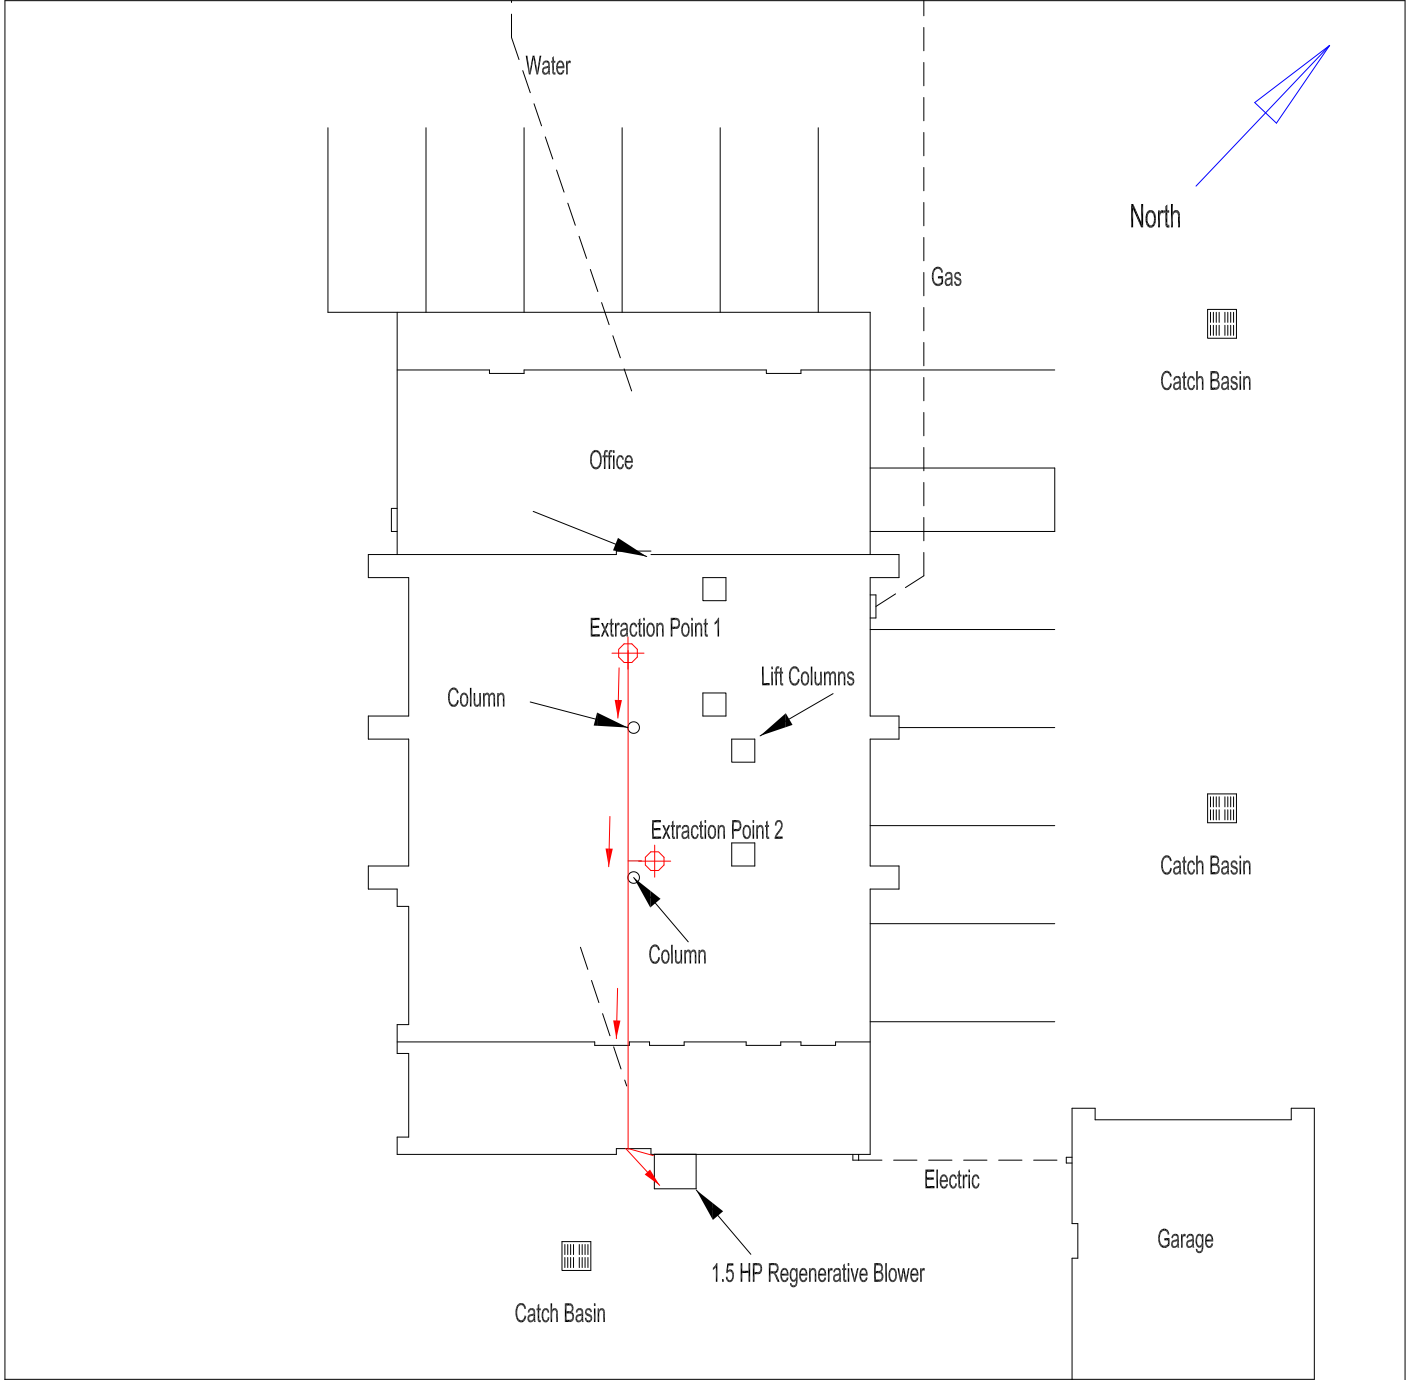 Water
North
Gas
Catch Basin
Office
Extraction Point 1
Lift Columns
Column
Extraction Point 2
Catch Basin
Column
Electric
Garage
1.5 HP Regenerative Blower
Catch Basin